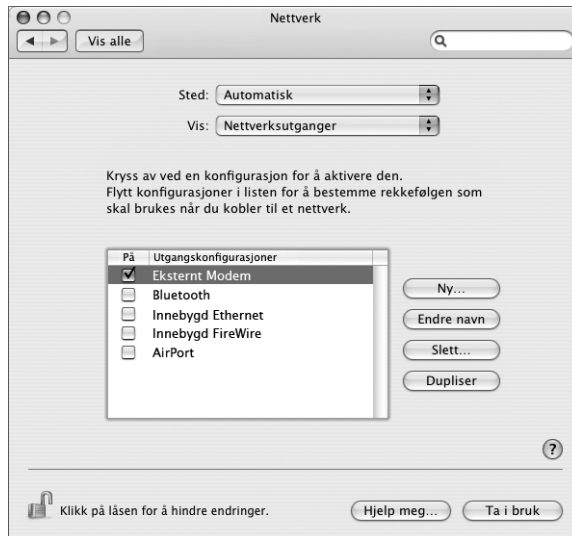 Nettverk
Vis alle
Sted: Automatisk
Vis: Nettverksutganger
Kryss av ved en konfigurasjon for å aktivere den.
Flytt konfigurasjoner i listen for å bestemme rekkefølgen som
skal brukes når du kobler til et nettverk.
På Utgangskonfigurasjoner
Eksternt Modem
Bluetooth
Innebygd Ethernet
Innebygd FireWire
AirPort
Ny...
Endre navn
Slett...
Dupliser
?
Klikk på låsen for å hindre endringer.
Hjelp meg...
Ta i bruk